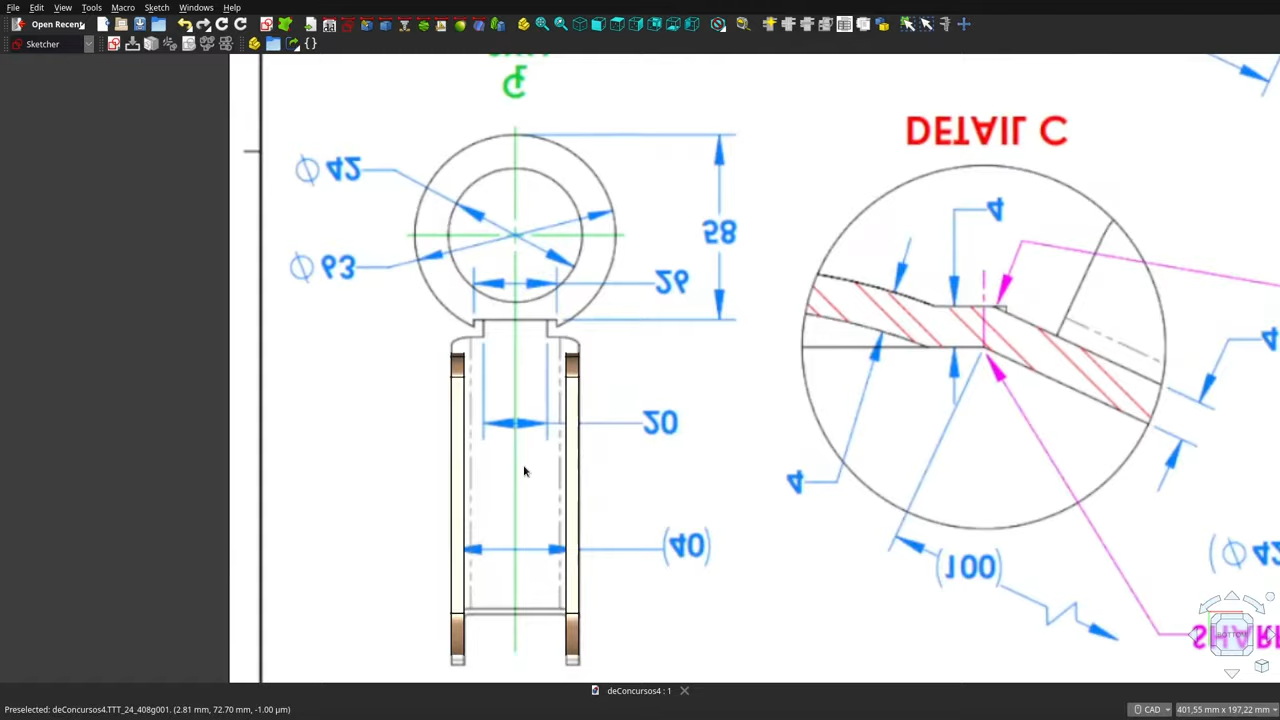 File Edit View Tools Macro Sketch Windows Help
Open Recent
Sketcher
{}
℄
DETAIL C
Ø 42
4
58
Ø 63
26
4
20
4
(40)
(100)
(Ø 42
BOTTOM
deConcursos4 : 1
Preselected: deConcursos4.TTT_24_408g001. (2.81 mm, 72.70 mm, -1.00 μm)
CAD
401,55 mm x 197,22 mm